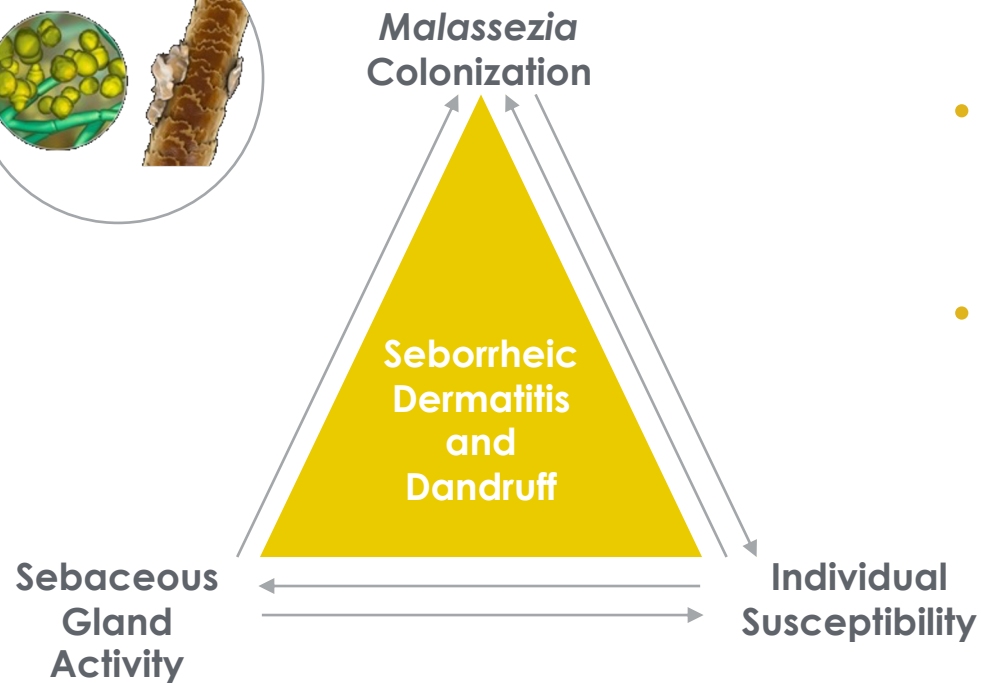 Malassezia
Colonization
Seborrheic
Dermatitis
and
Dandruff
Sebaceous
Gland
Activity
Individual
Susceptibility